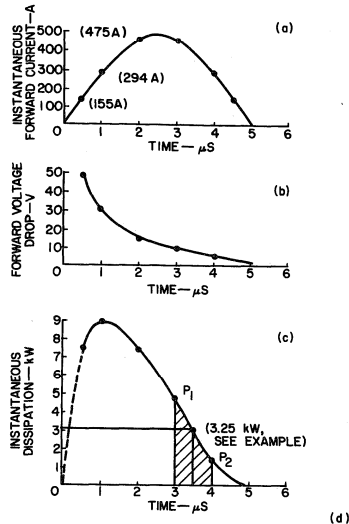 (a)
INSTANTANEOUS
FORWARD CURRENT—A
500
400
300
200
100
0
(475A)
(294A)
(155A)
0 1 2 3 4 5 6
TIME—μS
(b)
FORWARD VOLTAGE
DROP—V
50
40
30
20
10
0 1 2 3 4 5 6
TIME—μS
(c)
INSTANTANEOUS
DISSIPATION—kW
9
8
7
6
5
4
3
2
1
0 1 2 3 4 5 6
P1
(3.25 kW,
SEE EXAMPLE)
P2
TIME—μS
(d)